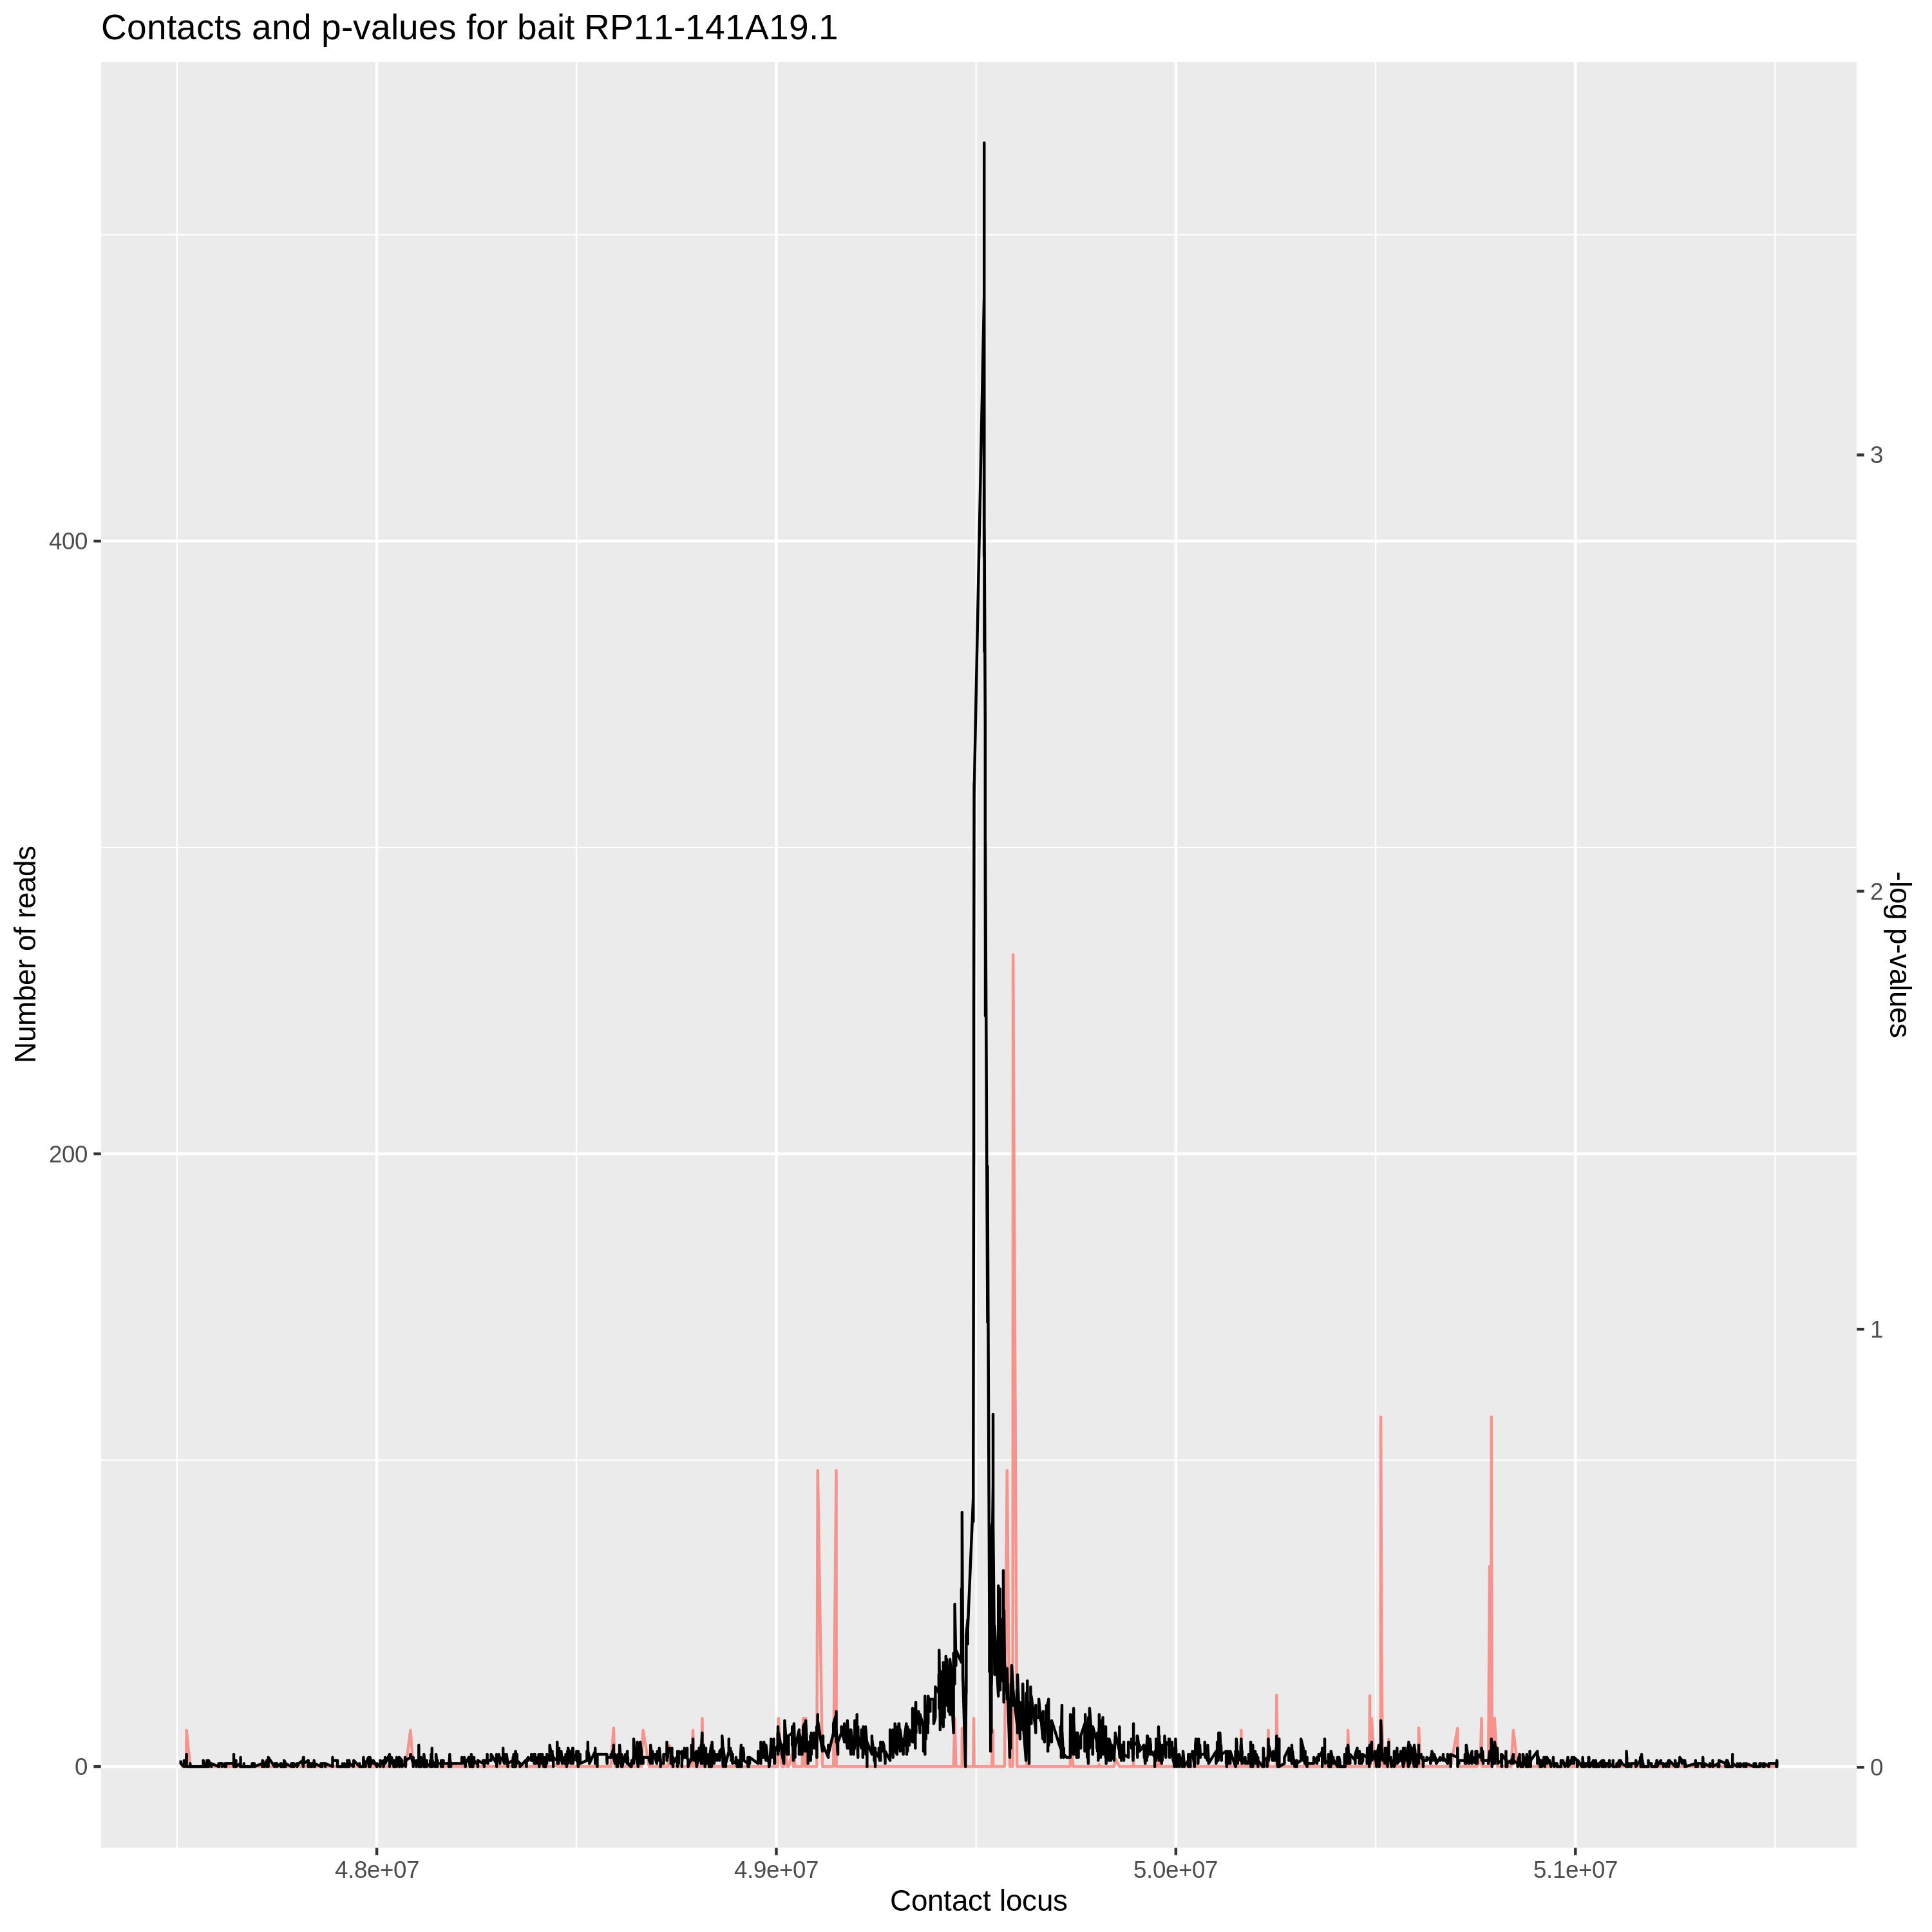 Contacts and p-values for bait RP11-141A19.1
Number of reads
400
200
0
3
2
1
0
-log p-values
4.8e+07
4.9e+07
5.0e+07
5.1e+07
Contact locus